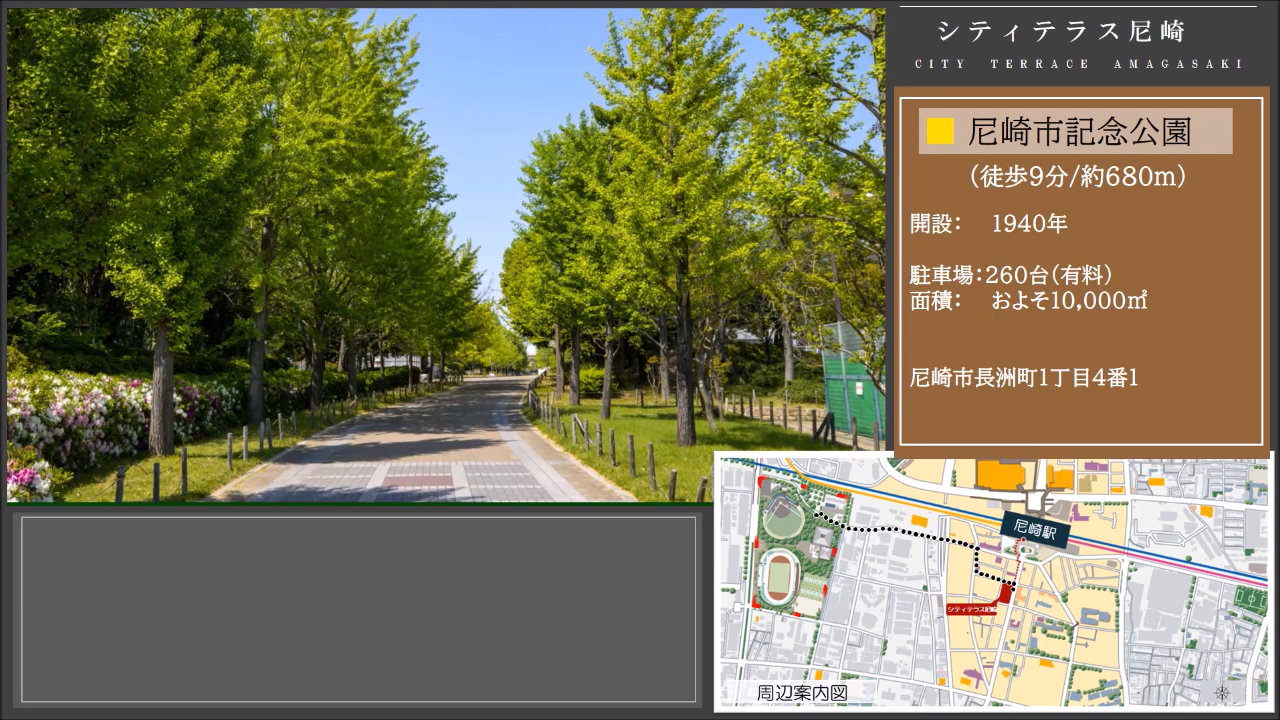 シティテラス尼崎
CITY TERRACE AMAGASAKI
尼崎市記念公園
（徒歩9分/約680m）
開設：　1940年
駐車場：260台（有料）
面積：　およそ10,000㎡
尼崎市長洲町1丁目4番1
尼崎駅
シティテラス尼崎
周辺案内図